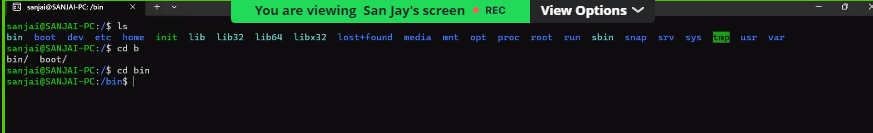 sanjai@SANJAI-PC: /bin
You are viewing San Jay's screen REC View Options
sanjai@SANJAI-PC:/$ ls
bin boot dev etc home init lib lib32 lib64 libx32 lost+found media mnt opt proc root run sbin snap srv sys tmp usr var
sanjai@SANJAI-PC:/$ cd b
bin/ boot/
sanjai@SANJAI-PC:/$ cd bin
sanjai@SANJAI-PC:/bin$